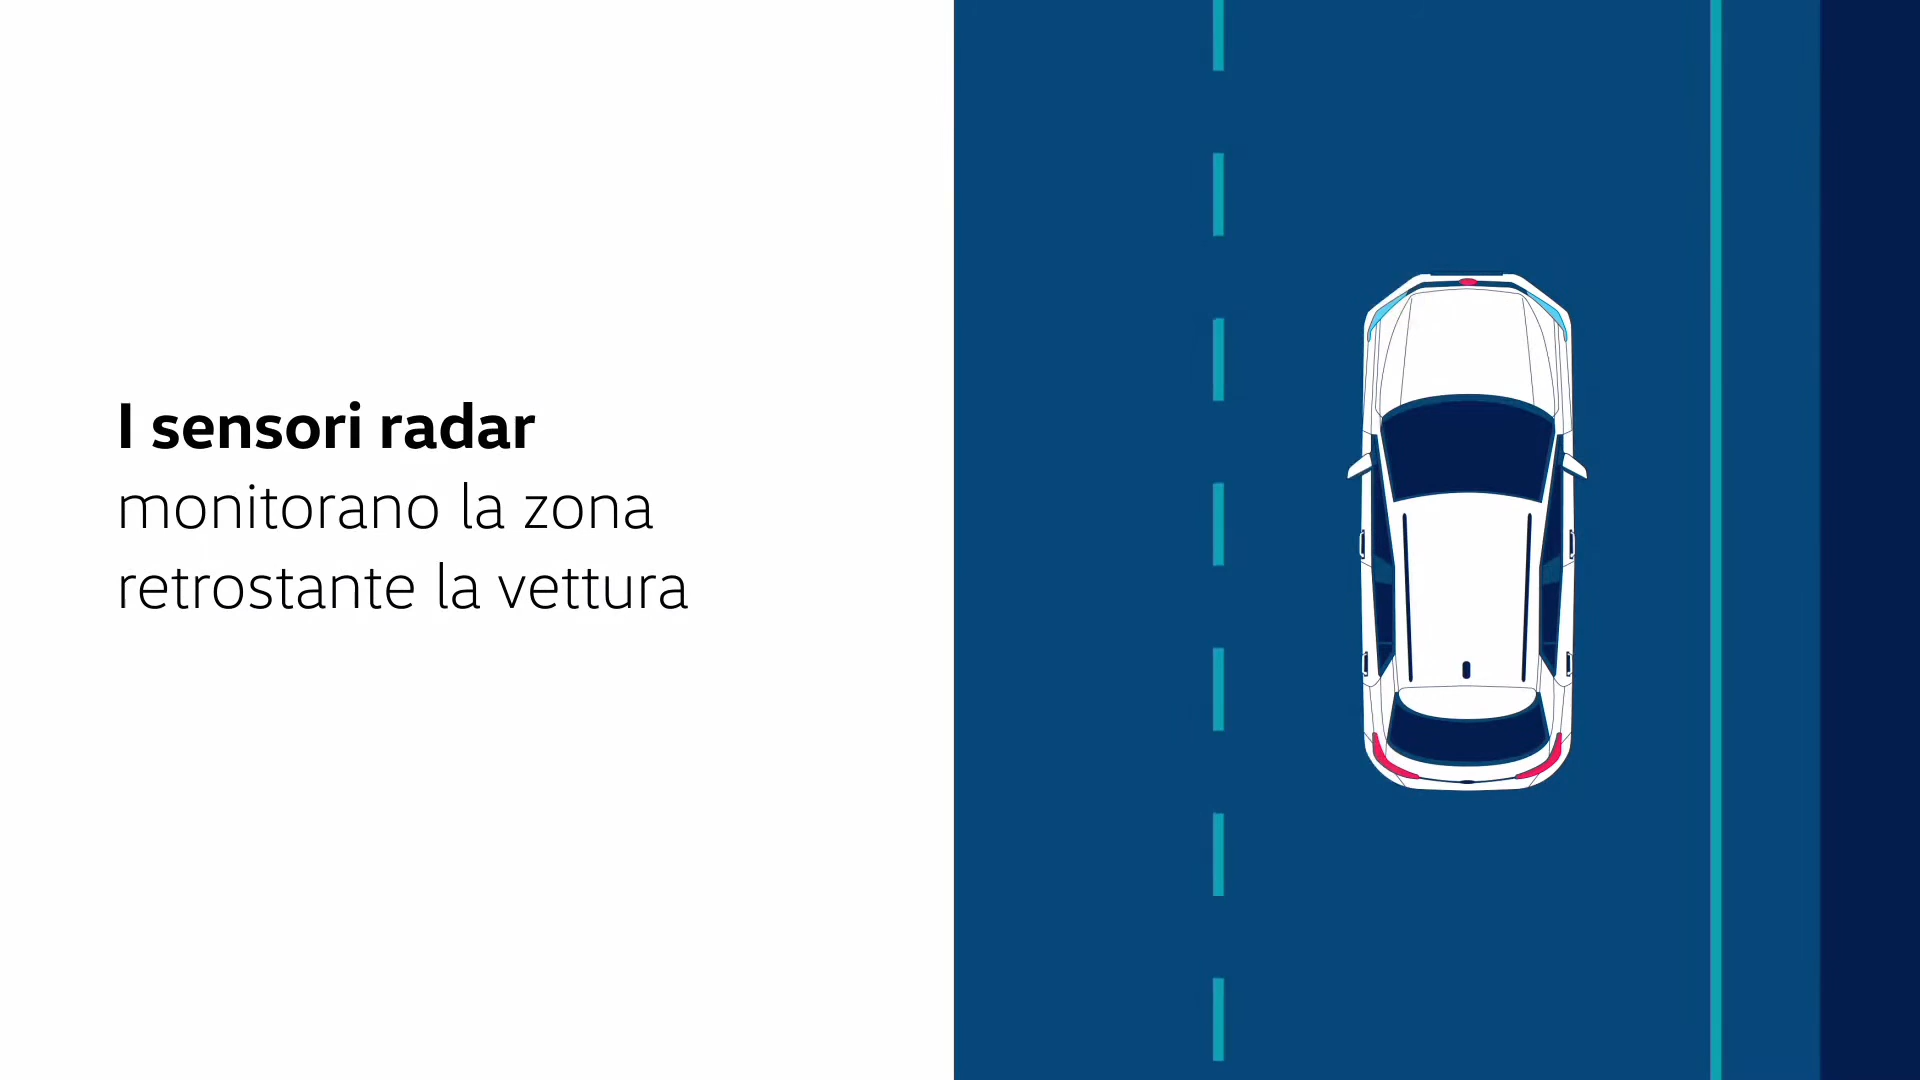 I sensori radar
monitorano la zona
retrostante la vettura